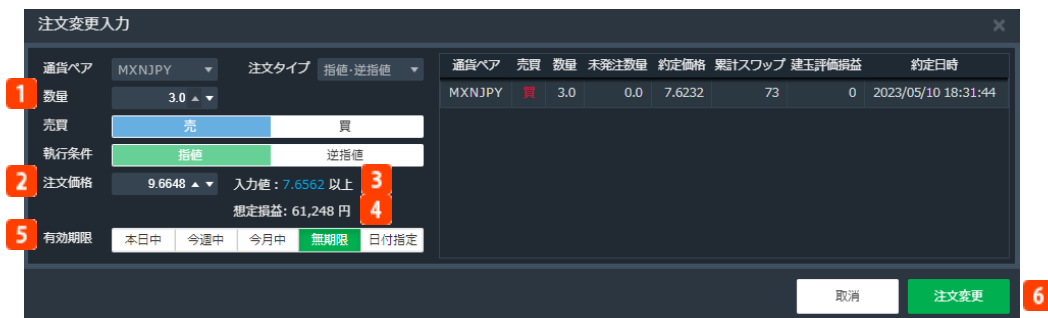 注文変更入力 ×
通貨ペア MXNJPY 注文タイプ 指値·逆指値
1 数量 3.0
売買 売 買
執行条件 指値 逆指値
2 注文価格 9.6648 入力値：7.6562 以上 3
想定損益: 61,248 円 4
5 有効期限 本日中 今週中 今月中 無期限 日付指定
通貨ペア 売買 数量 未発注数量 約定価格 累計スワップ 建玉評価損益 約定日時
MXNJPY 買 3.0 0.0 7.6232 73 0 2023/05/10 18:31:44
取消 注文変更 6